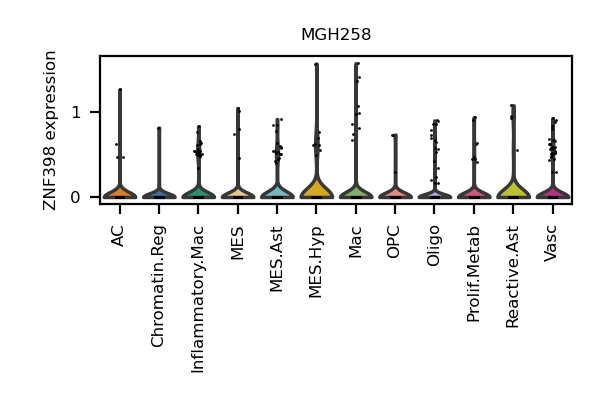 MGH258
ZNF398 expression
1
0
AC
Chromatin.Reg
Inflammatory.Mac
MES
MES.Ast
MES.Hyp
Mac
OPC
Oligo
Prolif.Metab
Reactive.Ast
Vasc